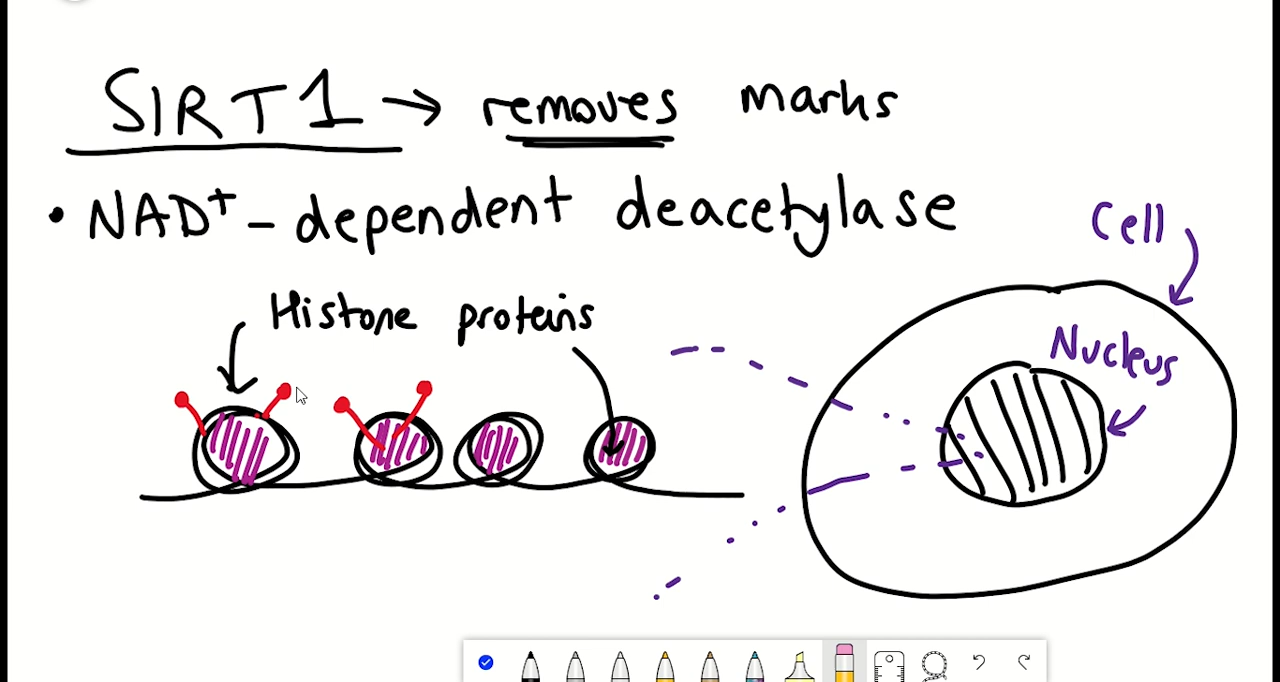 SIRT1 → removes marks
• NAD⁺ - dependent deacetylase
Cell
Histone proteins
Nucleus